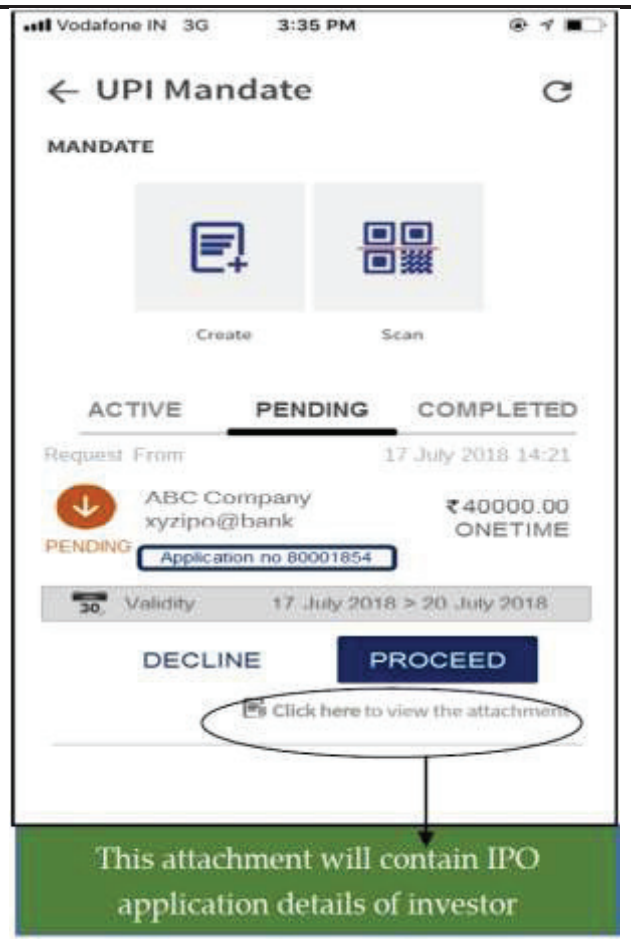 Vodafone IN 3G 3:35 PM
← UPI Mandate
MANDATE
Create Scan
ACTIVE PENDING COMPLETED
Request From 17 July 2018 14:21
ABC Company ₹40000.00
xyzipo@bank ONETIME
PENDING
Application no 80001854
30 Validity 17 July 2018 > 20 July 2018
DECLINE PROCEED
Click here to view the attachment
This attachment will contain IPO
application details of investor